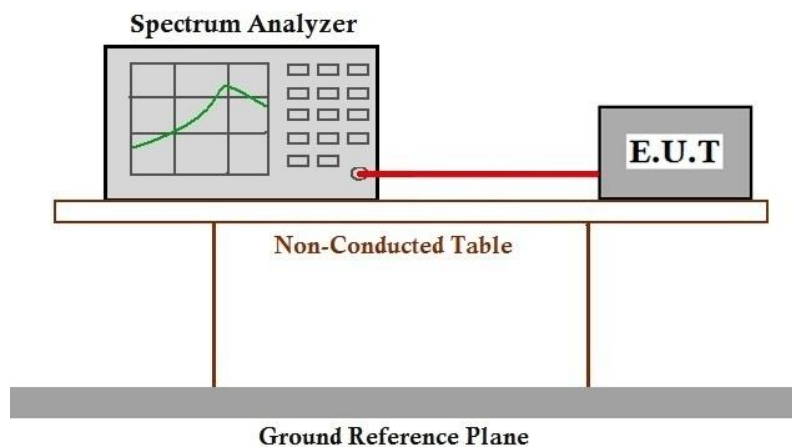 Spectrum Analyzer
E.U.T
Non-Conducted Table
Ground Reference Plane